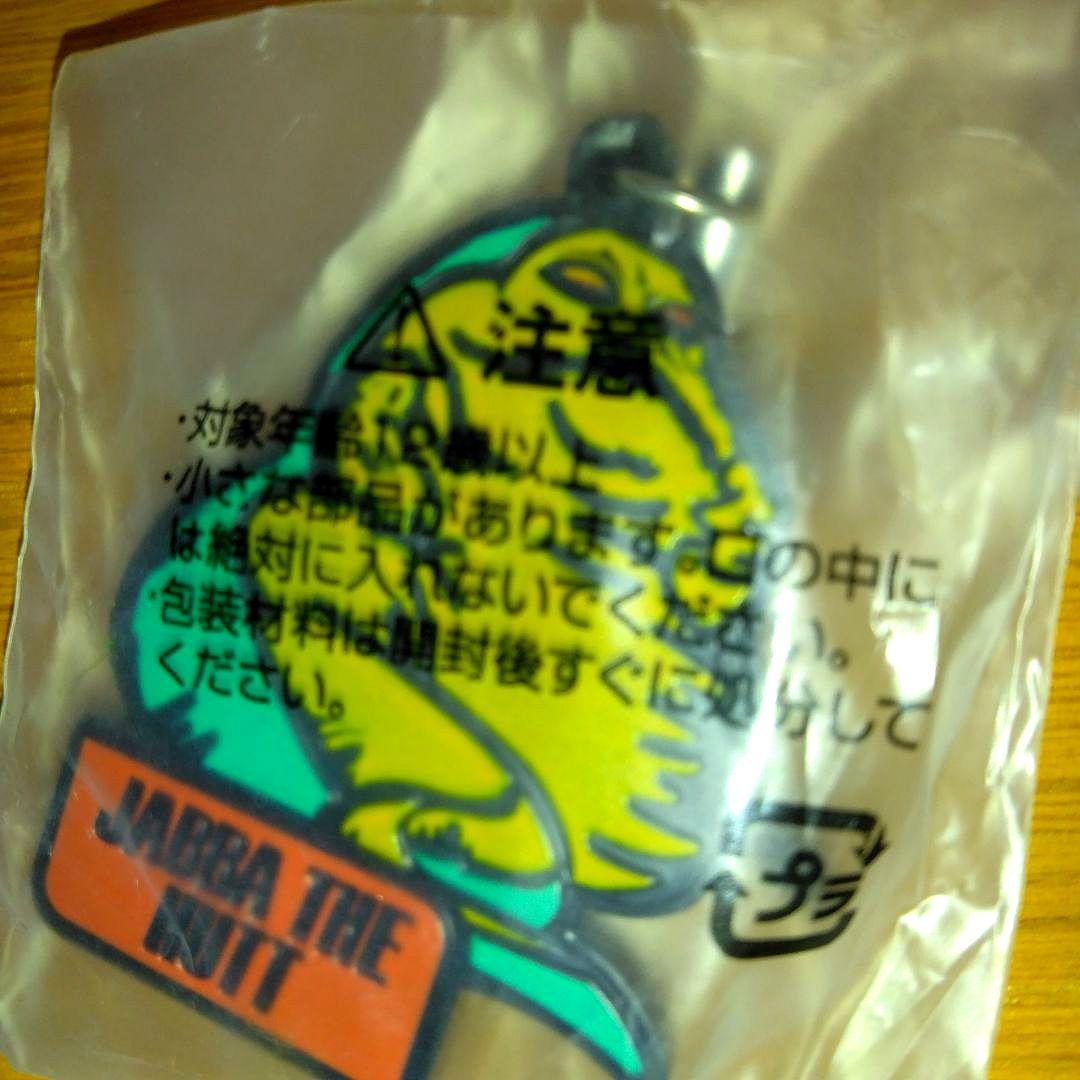 注意
・対象年齢12歳以上
・小さな部品があります。口の中に
は絶対に入れないでください。
・包装材料は開封後すぐに処分して
ください。
JABBA THE
HUTT
プラ